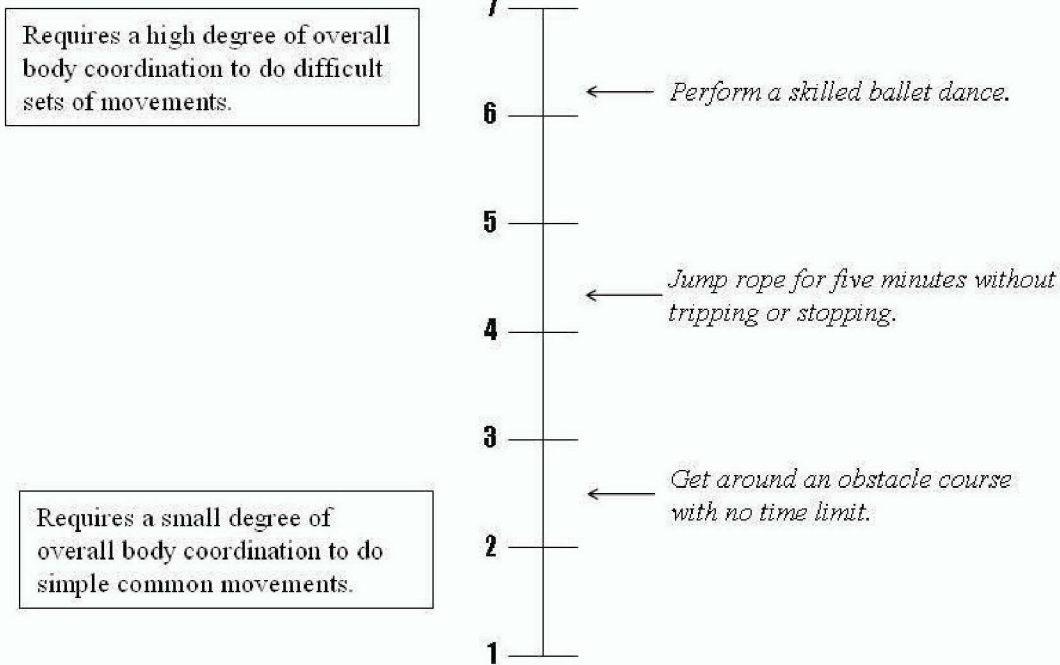 7
Requires a high degree of overall
body coordination to do difficult
sets of movements.
Perform a skilled ballet dance.
6
5
Jump rope for five minutes without
tripping or stopping.
4
3
Get around an obstacle course
with no time limit.
Requires a small degree of
overall body coordination to do
simple common movements.
2
1